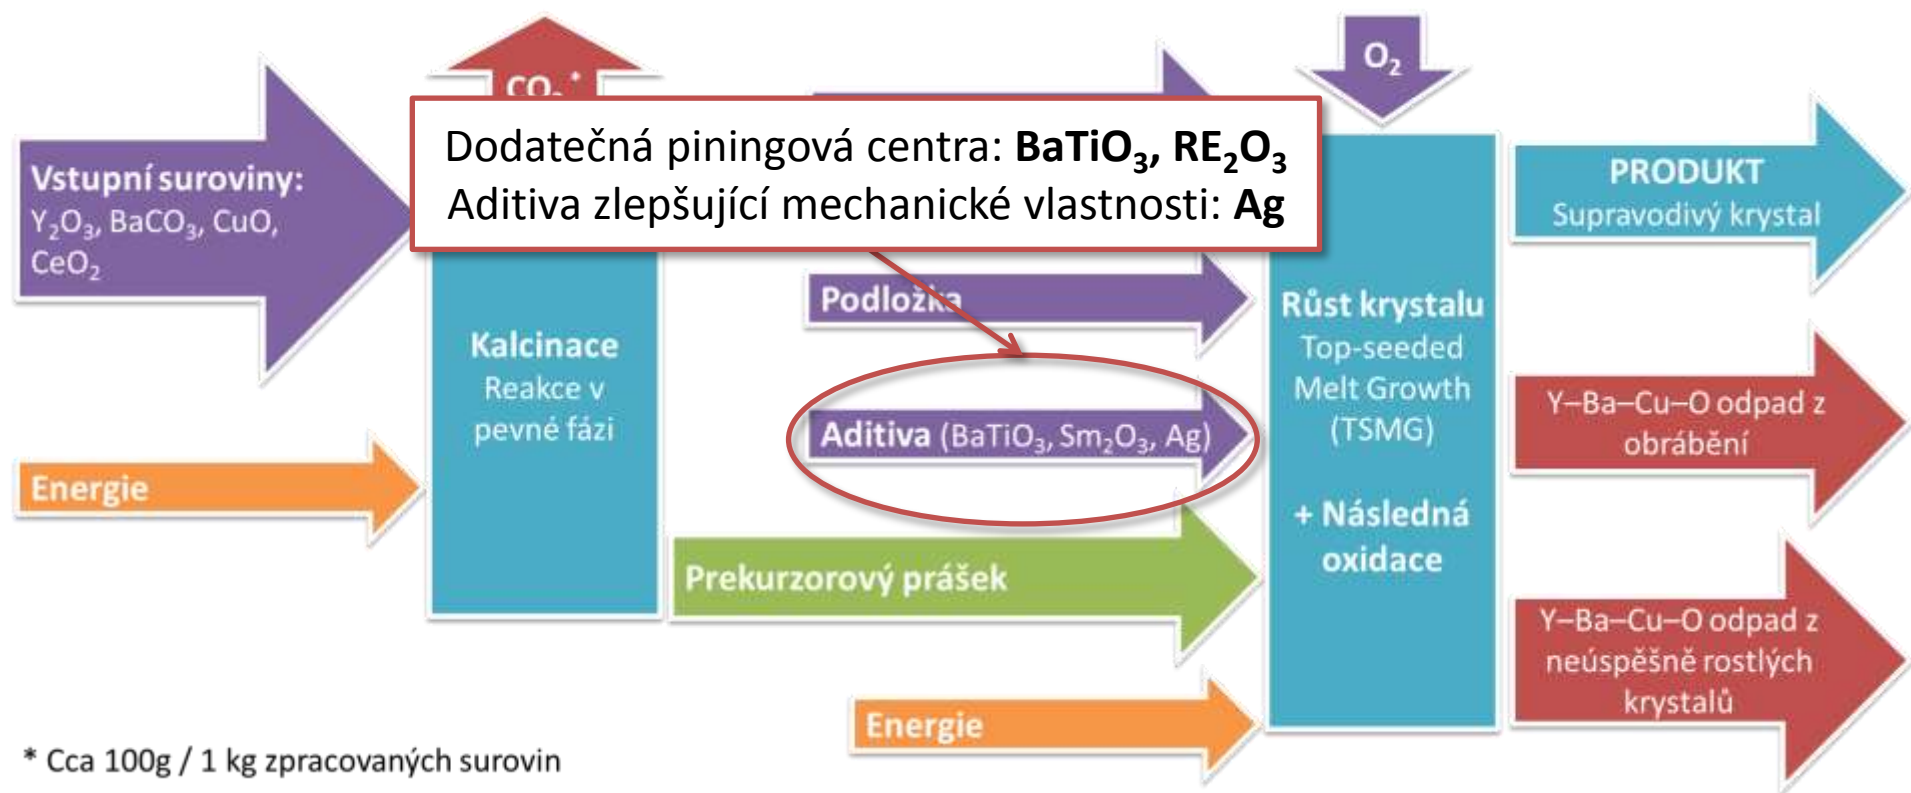 CO₂ *
O₂
Dodatečná piningová centra: BaTiO₃, RE₂O₃
Aditiva zlepšující mechanické vlastnosti: Ag
Vstupní suroviny:
Y₂O₃, BaCO₃, CuO,
CeO₂
Energie
Kalcinace
Reakce v
pevné fázi
Podložka
Aditiva (BaTiO₃, Sm₂O₃, Ag)
Prekurzorový prášek
Energie
Růst krystalu
Top-seeded
Melt Growth
(TSMG)
+ Následná
oxidace
PRODUKT
Supravodivý krystal
Y–Ba–Cu–O odpad z
obrábění
Y–Ba–Cu–O odpad z
neúspěšně rostlých
krystalů
* Cca 100g / 1 kg zpracovaných surovin